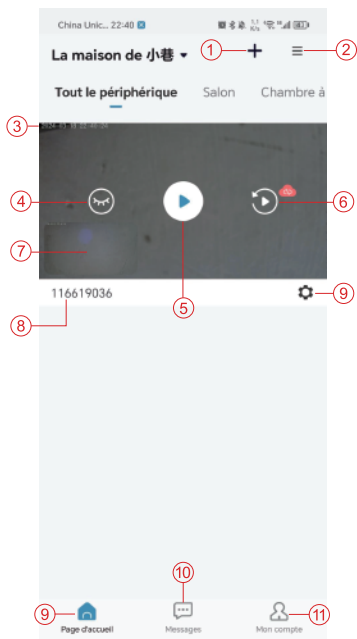 China Unic... 22:40
① ②
La maison de 小巷
Tout le périphérique Salon Chambre à
③
④ ⑥
⑦
⑤
116619036
⑧ ⑨
⑩
⑨ ⑪
Page d'accueil Messages Mon compte